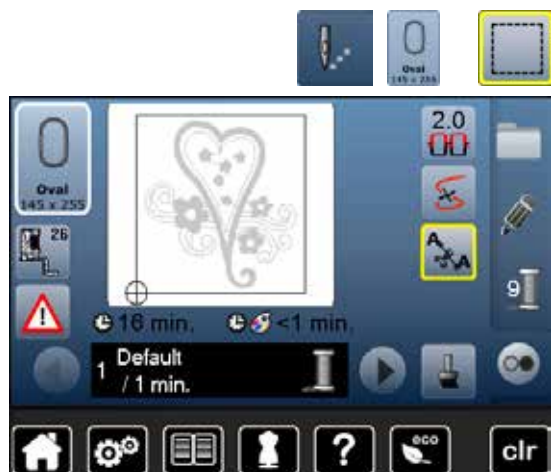 Oval
145 x 255
Oval
145 x 255
2.0
26
A
A
9
16 min.
<1 min.
1 Default
/ 1 min.
?
eco
clr